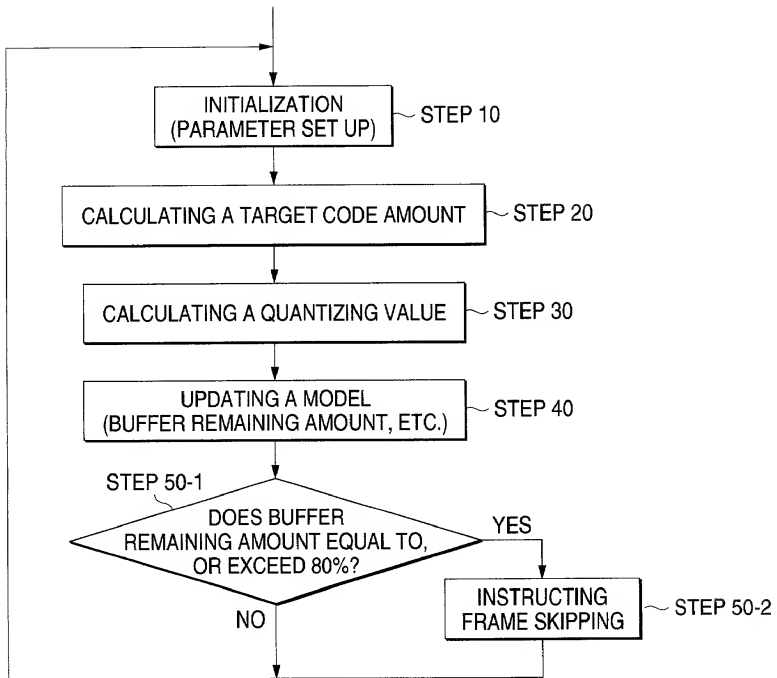 INITIALIZATION
(PARAMETER SET UP)
STEP 10
CALCULATING A TARGET CODE AMOUNT
STEP 20
CALCULATING A QUANTIZING VALUE
STEP 30
UPDATING A MODEL
(BUFFER REMAINING AMOUNT, ETC.)
STEP 40
STEP 50-1
DOES BUFFER
REMAINING AMOUNT EQUAL TO,
OR EXCEED 80%?
YES
NO
INSTRUCTING
FRAME SKIPPING
STEP 50-2